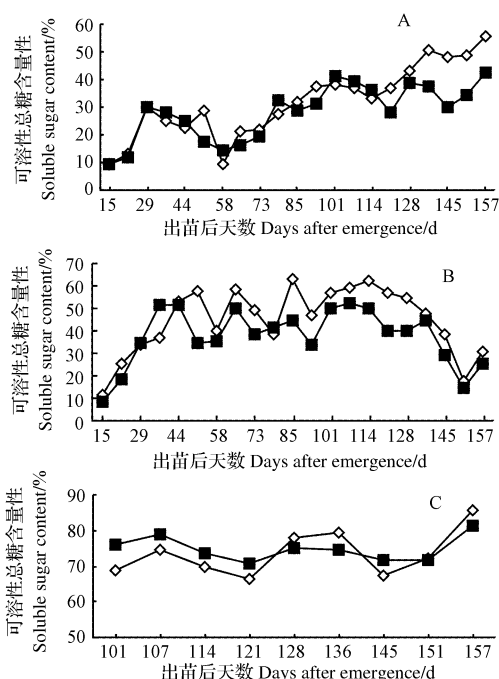 A
可溶性总糖含量性
Soluble sugar content/%
60
50
40
30
20
10
0
15 29 44 58 73 85 101 114 128 145 157
出苗后天数 Days after emergence/d
B
可溶性总糖含量性
Soluble sugar content/%
70
60
50
40
30
20
10
0
15 29 44 58 73 85 101 114 128 145 157
出苗后天数 Days after emergence/d
C
可溶性总糖含量性
Soluble sugar content/%
90
80
70
60
50
101 107 114 121 128 136 145 151 157
出苗后天数 Days after emergence/d